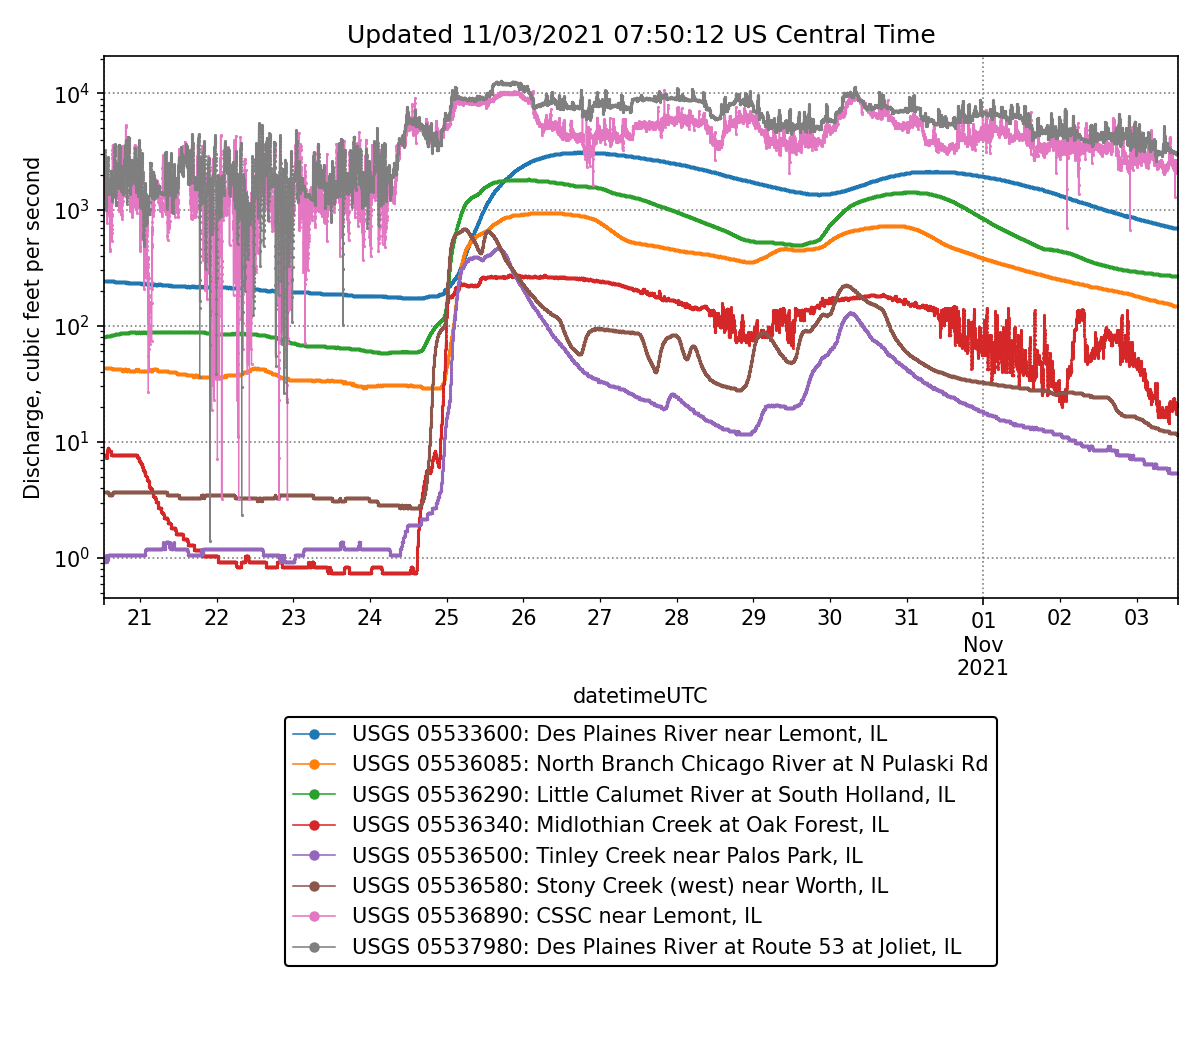 Updated 11/03/2021 07:50:12 US Central Time
Discharge, cubic feet per second
10⁴
10³
10²
10¹
10⁰
21 22 23 24 25 26 27 28 29 30 31 01 02 03
Nov
2021
datetimeUTC
USGS 05533600: Des Plaines River near Lemont, IL
USGS 05536085: North Branch Chicago River at N Pulaski Rd
USGS 05536290: Little Calumet River at South Holland, IL
USGS 05536340: Midlothian Creek at Oak Forest, IL
USGS 05536500: Tinley Creek near Palos Park, IL
USGS 05536580: Stony Creek (west) near Worth, IL
USGS 05536890: CSSC near Lemont, IL
USGS 05537980: Des Plaines River at Route 53 at Joliet, IL